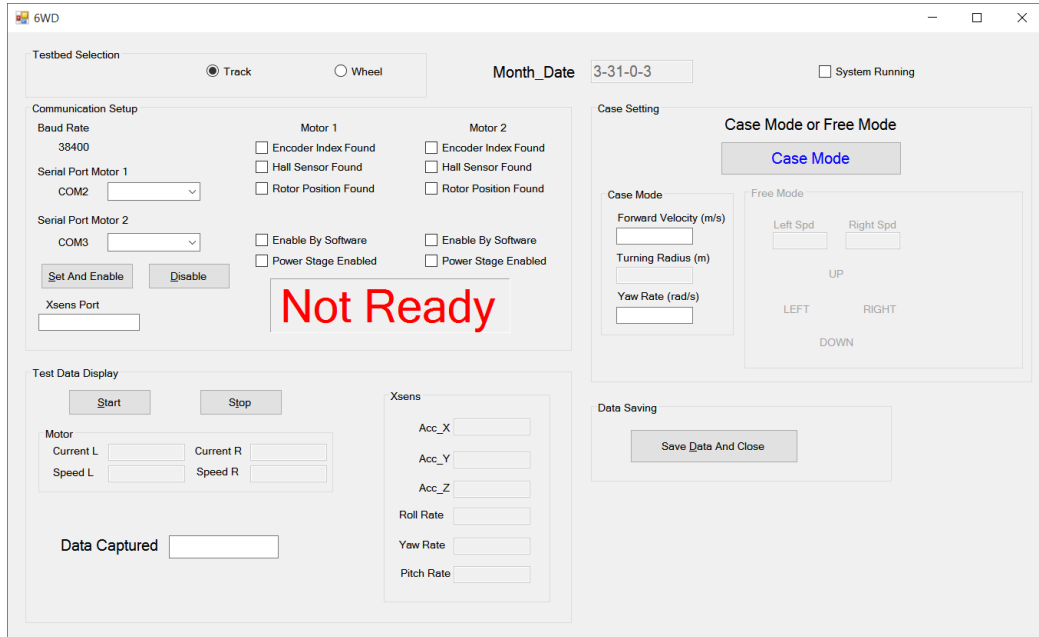 6WD
Testbed Selection
Track
Wheel
Month_Date
3-31-0-3
System Running
Communication Setup
Baud Rate
38400
Serial Port Motor 1
COM2
Serial Port Motor 2
COM3
Set And Enable
Disable
Xsens Port
Motor 1
Encoder Index Found
Hall Sensor Found
Rotor Position Found
Enable By Software
Power Stage Enabled
Motor 2
Encoder Index Found
Hall Sensor Found
Rotor Position Found
Enable By Software
Power Stage Enabled
Not Ready
Case Setting
Case Mode or Free Mode
Case Mode
Case Mode
Forward Velocity (m/s)
Turning Radius (m)
Yaw Rate (rad/s)
Free Mode
Left Spd
Right Spd
UP
LEFT
RIGHT
DOWN
Test Data Display
Start
Stop
Motor
Current L
Current R
Speed L
Speed R
Data Captured
Xsens
Acc_X
Acc_Y
Acc_Z
Roll Rate
Yaw Rate
Pitch Rate
Data Saving
Save Data And Close